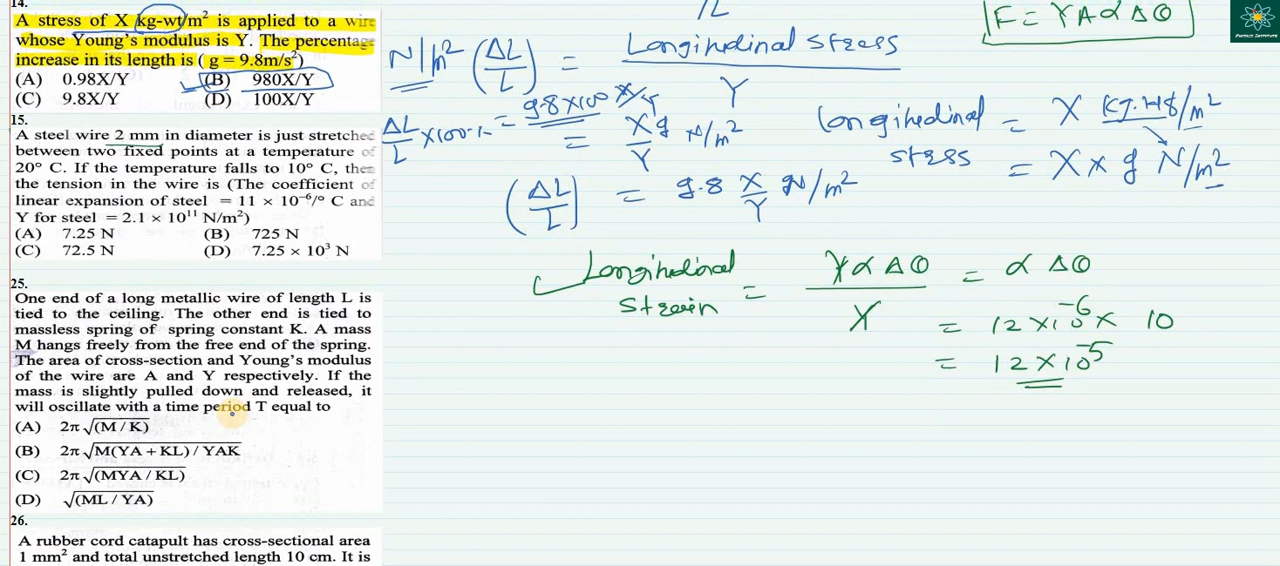 14.
A stress of X kg-wt/m² is applied to a wire
whose Young's modulus is Y. The percentage
increase in its length is ( g = 9.8m/s²)
(A) 0.98X/Y (B) 980X/Y
(C) 9.8X/Y (D) 100X/Y
15.
A steel wire 2 mm in diameter is just stretched
between two fixed points at a temperature of
20° C. If the temperature falls to 10° C, then
the tension in the wire is (The coefficient of
linear expansion of steel = 11 × 10⁻⁶/° C and
Y for steel = 2.1 × 10¹¹ N/m²)
(A) 7.25 N (B) 725 N
(C) 72.5 N (D) 7.25 × 10³ N
25.
One end of a long metallic wire of length L is
tied to the ceiling. The other end is tied to
massless spring of spring constant K. A mass
M hangs freely from the free end of the spring.
The area of cross-section and Young's modulus
of the wire are A and Y respectively. If the
mass is slightly pulled down and released, it
will oscillate with a time period T equal to
(A) 2π √(M / K)
(B) 2π √M(YA + KL) / YAK
(C) 2π √(MYA / KL)
(D) √(ML / YA)
26.
A rubber cord catapult has cross-sectional area
1 mm² and total unstretched length 10 cm. It is
F = YAαΔθ
N/m² (ΔL/L) = Longitudinal stress / Y
ΔL/L × 100 % = 9.8×100 X/Y
= Xg/Y N/m²
(ΔL/L) = 9.8 X/Y N/m²
Longitudinal stress = X kg.wt/m²
= X × g N/m²
Longitudinal strain = YαΔθ / Y = αΔθ
= 12 × 10⁻⁶ × 10
= 12 × 10⁻⁵